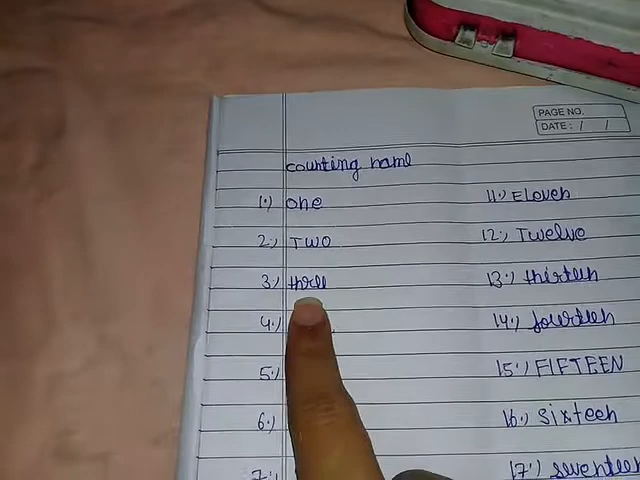 PAGE NO.
DATE: / /
counting name
1.) one
2.) TWO
3.) three
4.)
5.)
6.)
7.)
11.) Eleven
12.) Twelve
13.) thirteen
14.) fourteen
15.) FIFTEEN
16.) Sixteen
17.) seventeen